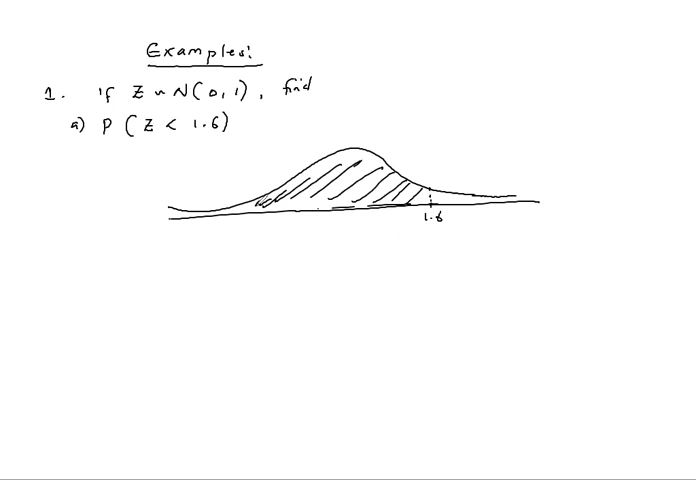 Examples:
1. If Z ~ N(0,1), find
a) P(Z < 1.6)
1.6